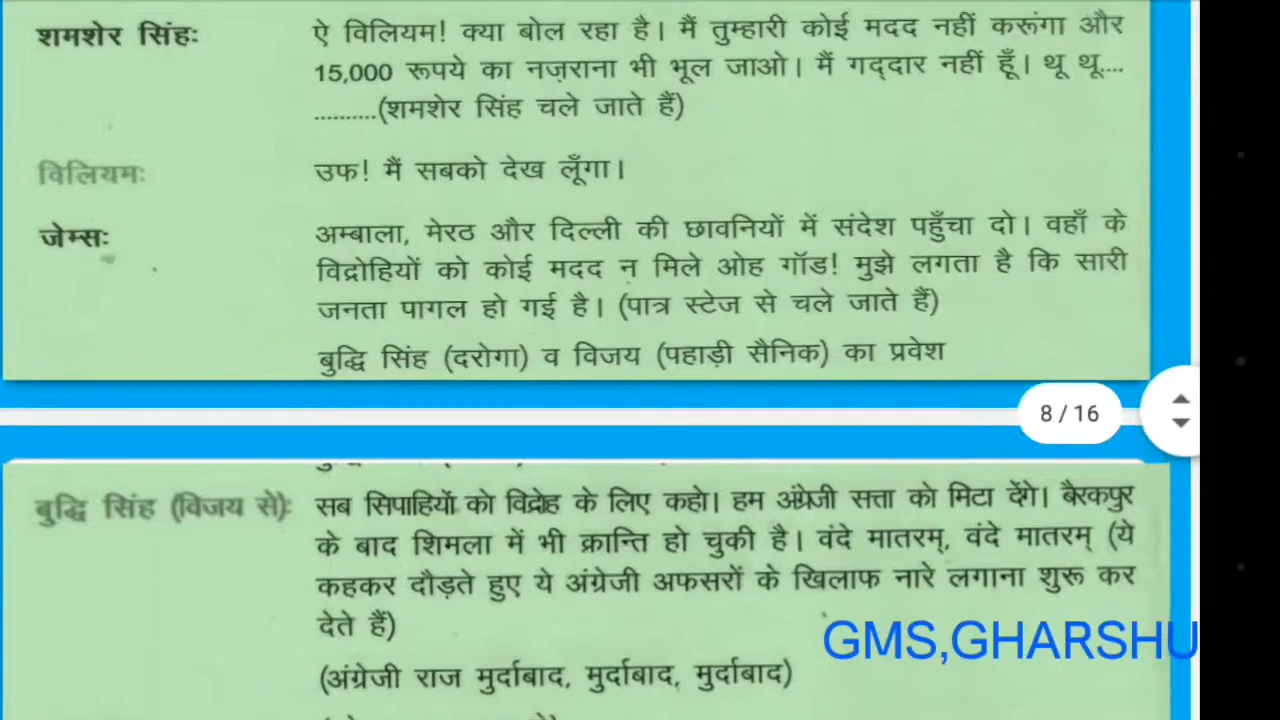 शमशेर सिंहः ऐ विलियम! क्या बोल रहा है। मैं तुम्हारी कोई मदद नहीं करूंगा और
15,000 रूपये का नज़राना भी भूल जाओ। मैं गद्दार नहीं हूँ। थू थू....
..........(शमशेर सिंह चले जाते हैं)
विलियमः उफ! मैं सबको देख लूँगा।
जेम्सः अम्बाला, मेरठ और दिल्ली की छावनियों में संदेश पहुँचा दो। वहाँ के
विद्रोहियों को कोई मदद न मिले ओह गॉड! मुझे लगता है कि सारी
जनता पागल हो गई है। (पात्र स्टेज से चले जाते हैं)
बुद्धि सिंह (दरोगा) व विजय (पहाड़ी सैनिक) का प्रवेश
8 / 16
बुद्धि सिंह (विजय से): सब सिपाहियों को विद्रोह के लिए कहो। हम अंग्रेजी सत्ता को मिटा देंगे। बैरकपुर
के बाद शिमला में भी क्रान्ति हो चुकी है। वंदे मातरम्, वंदे मातरम् (ये
कहकर दौड़ते हुए ये अंग्रेजी अफसरों के खिलाफ नारे लगाना शुरू कर
देते हैं)
GMS,GHARSHU
(अंग्रेजी राज मुर्दाबाद, मुर्दाबाद, मुर्दाबाद)